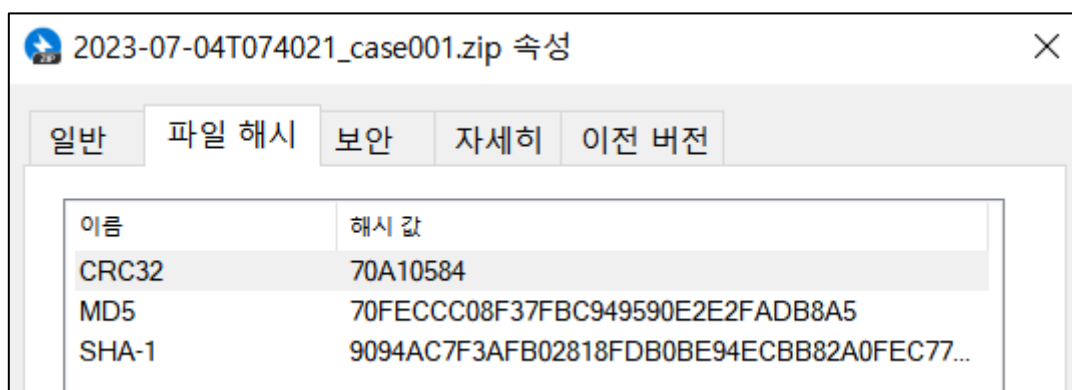 2023-07-04T074021_case001.zip 속성
일반 파일 해시 보안 자세히 이전 버전
이름 해시 값
CRC32 70A10584
MD5 70FECCC08F37FBC949590E2E2FADB8A5
SHA-1 9094AC7F3AFB02818FDB0BE94ECBB82A0FEC77...